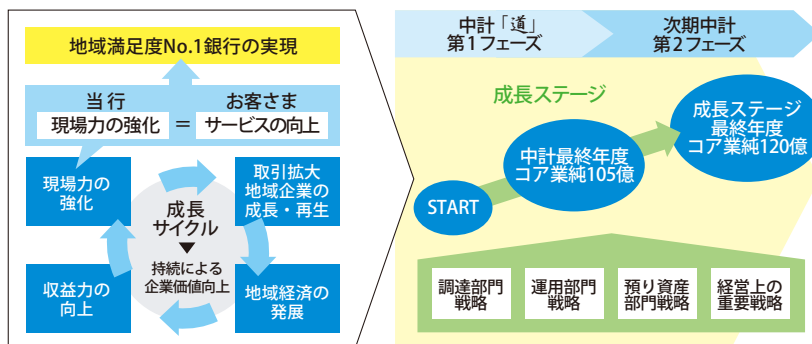 地域満足度No.1銀行の実現
当行
現場力の強化
=
お客さま
サービスの向上
現場力の
強化
取引拡大
地域企業の
成長・再生
成長
サイクル
▼
持続による
企業価値向上
収益力の
向上
地域経済の
発展
中計「道」
第1フェーズ
次期中計
第2フェーズ
成長ステージ
START
中計最終年度
コア業純105億
成長ステージ
最終年度
コア業純120億
調達部門
戦略
運用部門
戦略
預り資産
部門戦略
経営上の
重要戦略